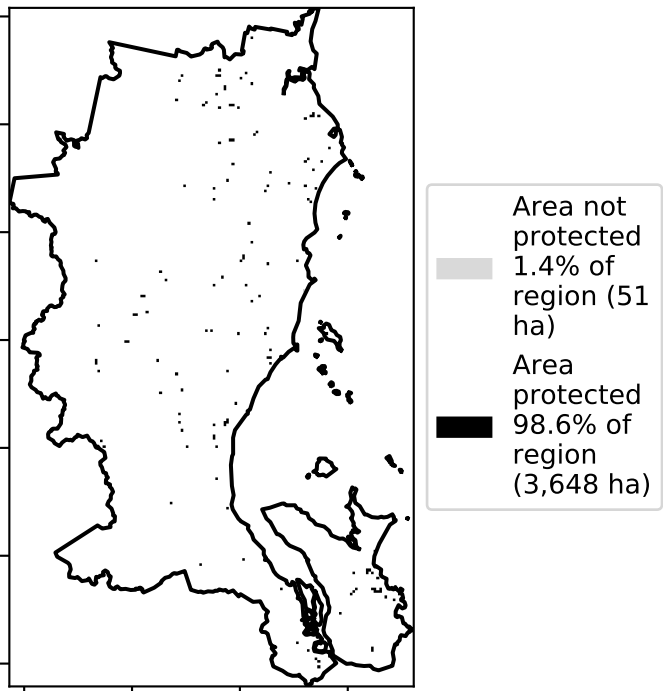 Area not
protected
1.4% of
region (51
ha)
Area
protected
98.6% of
region
(3,648 ha)